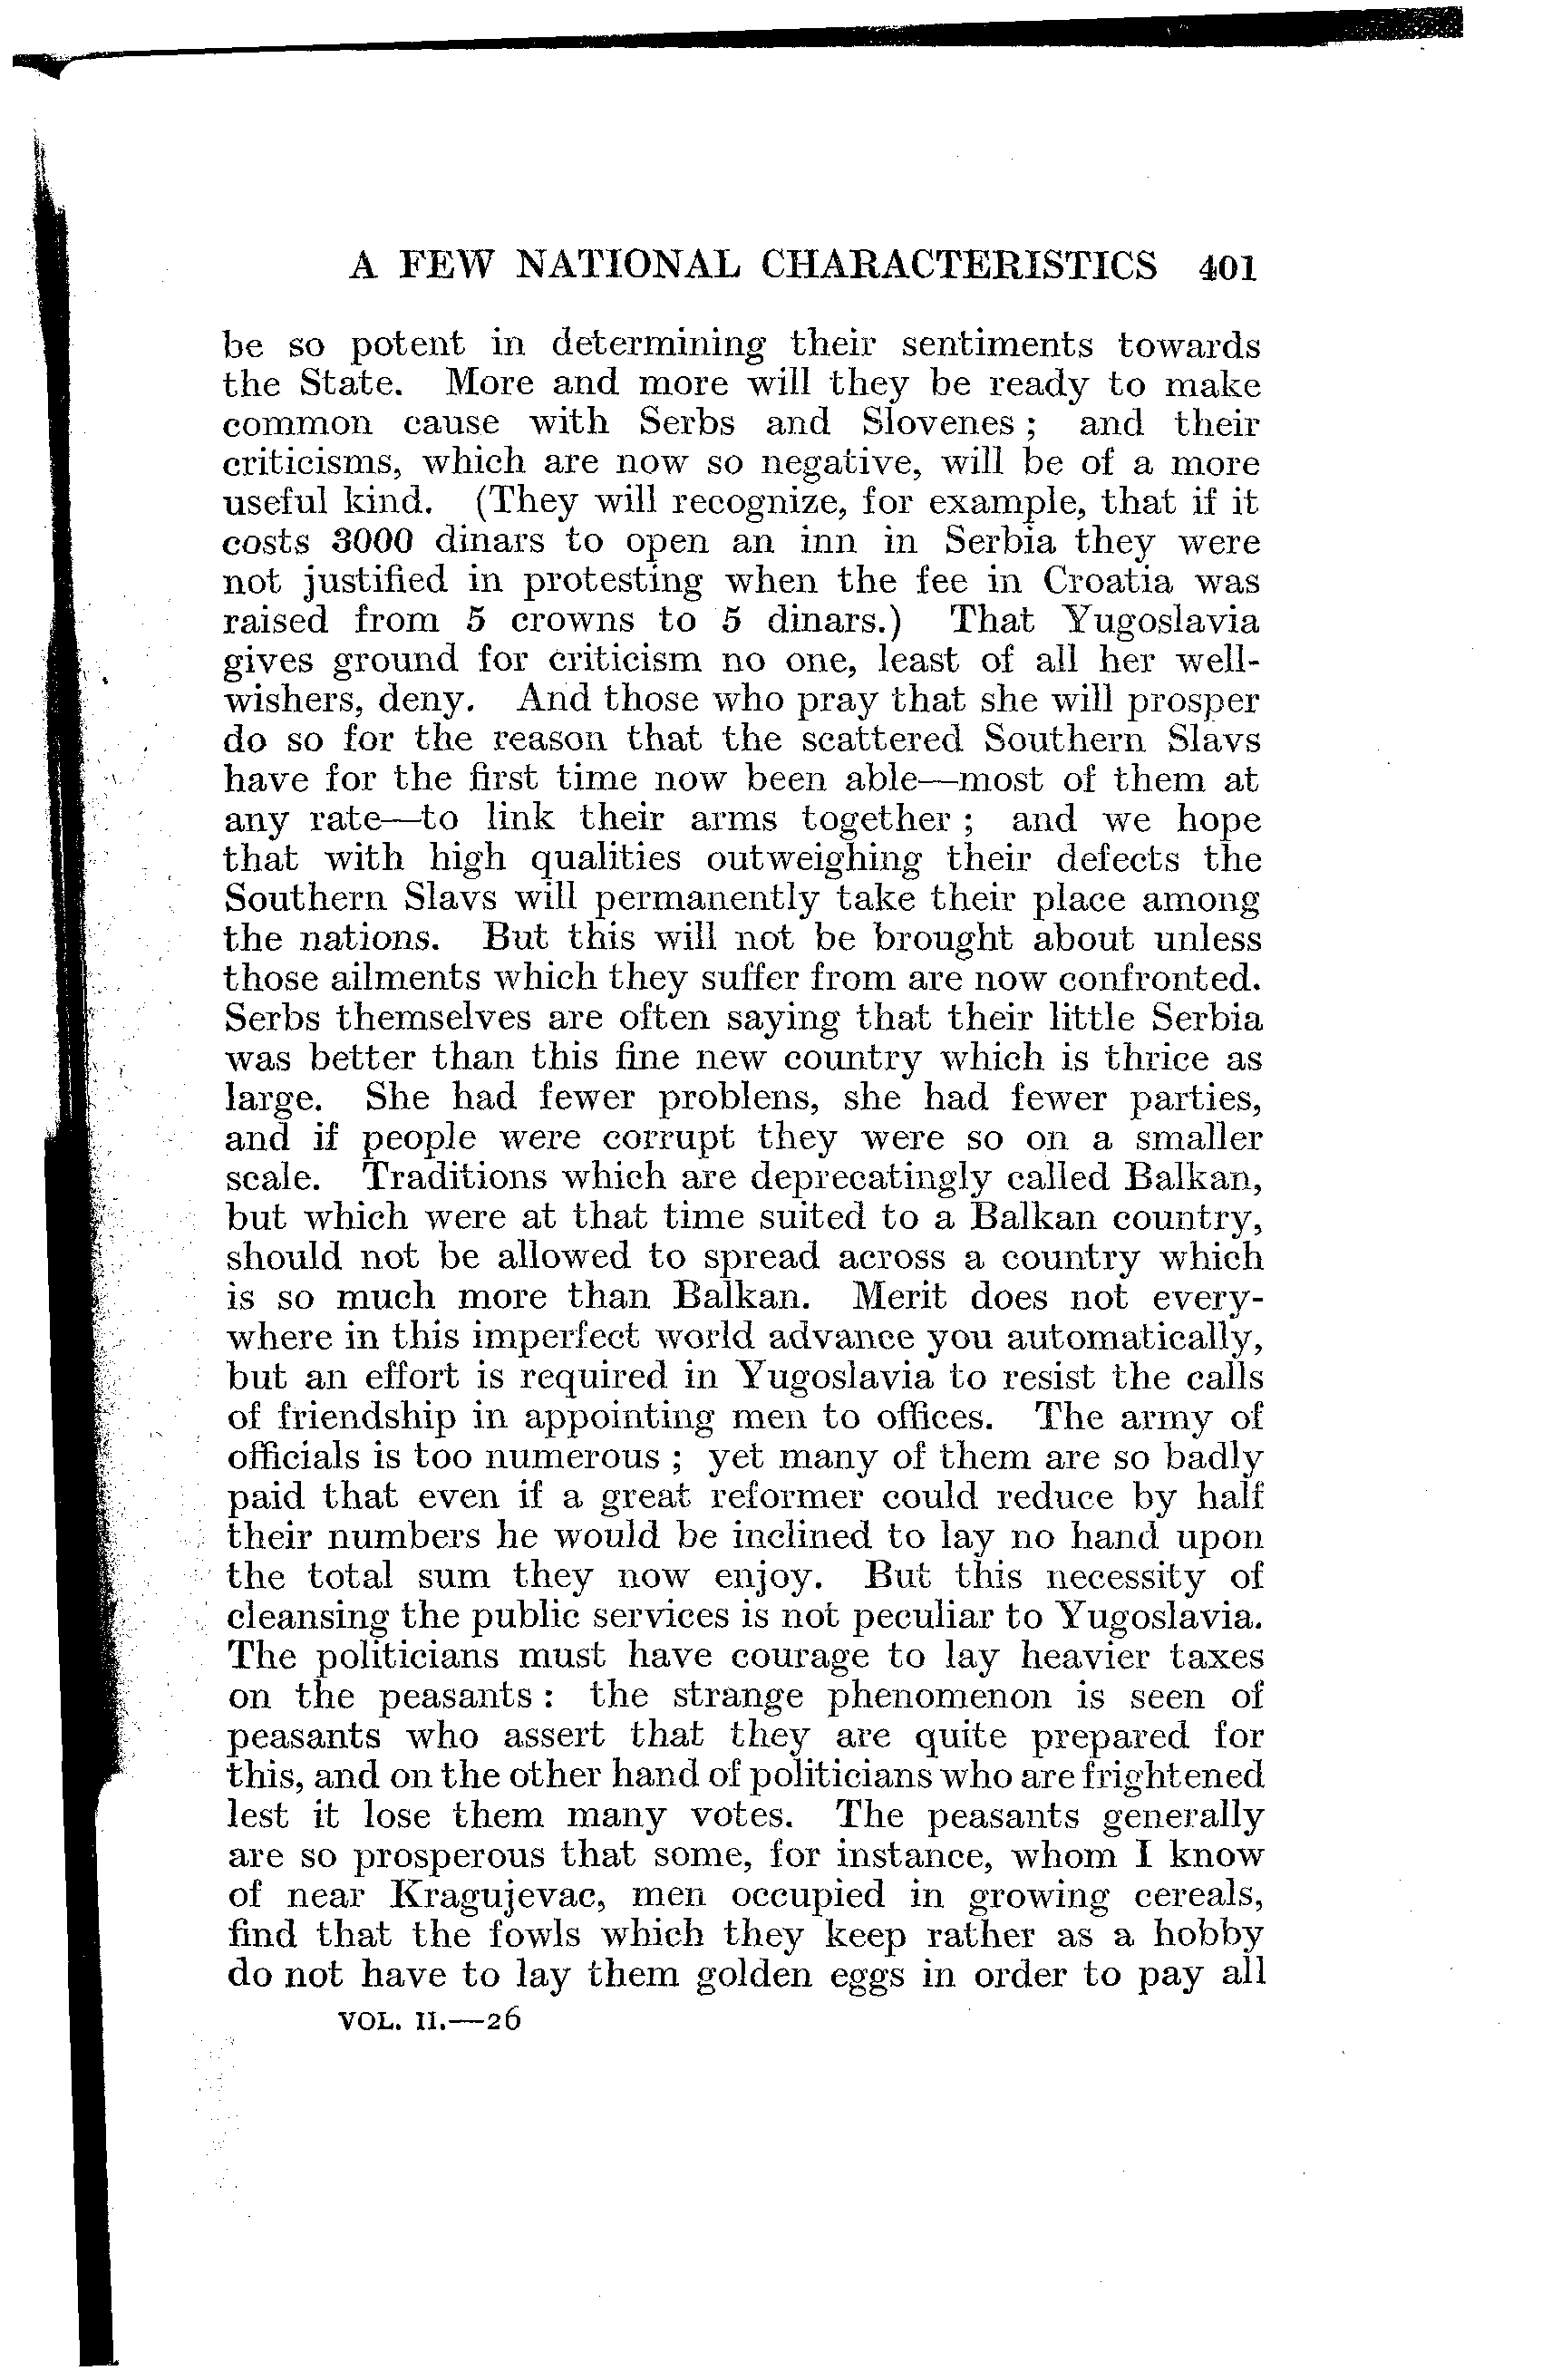 A FEW NATIONAL CHARACTERISTICS 401
be so potent in determining their sentiments towards
the State. More and more will they be ready to make
common cause with Serbs and Slovenes ; and their
criticisms, which are now so negative, will be of a more
useful kind. (They will recognize, for example, that if it
costs 3000 dinars to open an inn in Serbia they were
not justified in protesting when the fee in Croatia was
raised from 5 crowns to 5 dinars.) That Yugoslavia
gives ground for criticism no one, least of all her well-
wishers, deny. And those who pray that she will prosper
do so for the reason that the scattered Southern Slavs
have for the first time now been able—most of them at
any rate—to link their arms together ; and we hope
that with high qualities outweighing their defects the
Southern Slavs will permanently take their place among
the nations. But this will not be brought about unless
those ailments which they suffer from are now confronted.
Serbs themselves are often saying that their little Serbia
was better than this fine new country which is thrice as
large. She had fewer problens, she had fewer parties,
and if people were corrupt they were so on a smaller
scale. Traditions which are deprecatingly called Balkan,
but which were at that time suited to a Balkan country,
should not be allowed to spread across a country which
is so much more than Balkan. Merit does not every-
where in this imperfect world advance you automatically,
but an effort is required in Yugoslavia to resist the calls
of friendship in appointing men to offices. The army of
officials is too numerous ; yet many of them are so badly
paid that even if a great reformer could reduce by half
their numbers he would be inclined to lay no hand upon
the total sum they now enjoy. But this necessity of
cleansing the public services is not peculiar to Yugoslavia.
The politicians must have courage to lay heavier taxes
on the peasants : the strange phenomenon is seen of
peasants who assert that they are quite prepared for
this, and on the other hand of politicians who are frightened
lest it lose them many votes. The peasants generally
are so prosperous that some, for instance, whom I know
of near Kragujevac, men occupied in growing cereals,
find that the fowls which they keep rather as a hobby
do not have to lay them golden eggs in order to pay all
VOL. II.—26